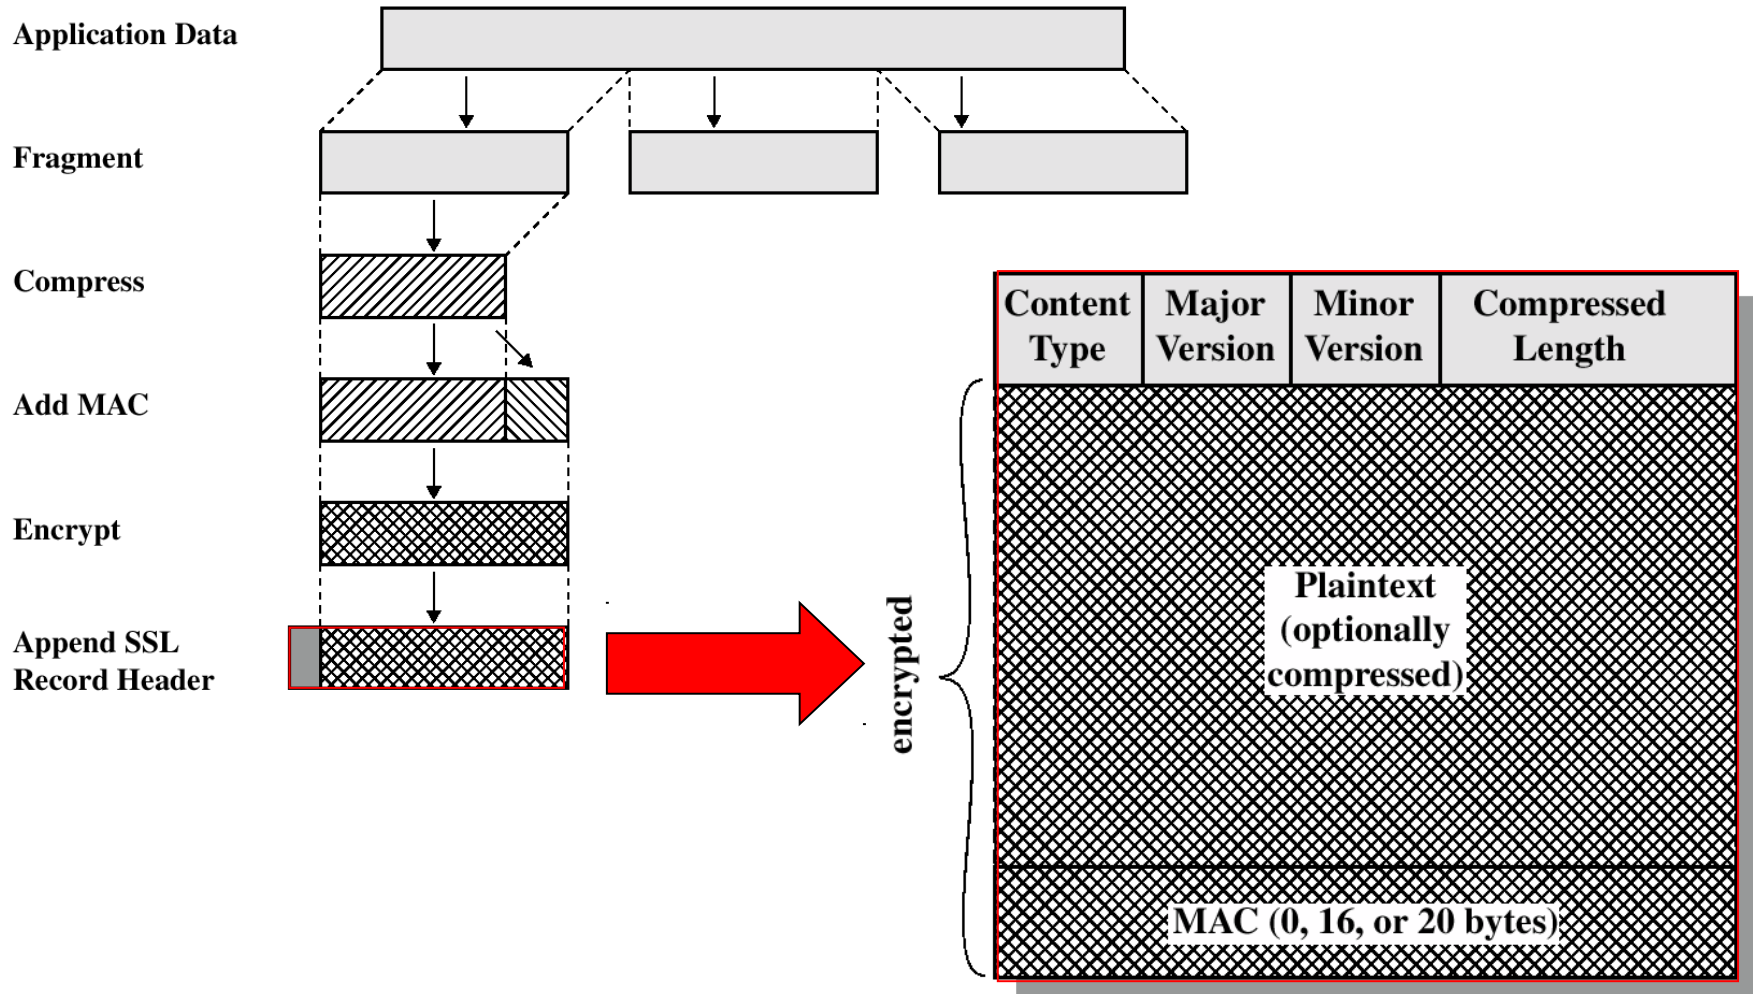 Application Data
Fragment
Compress
Add MAC
Encrypt
Append SSL
Record Header
encrypted
Content
Type
Major
Version
Minor
Version
Compressed
Length
Plaintext
(optionally
compressed)
MAC (0, 16, or 20 bytes)